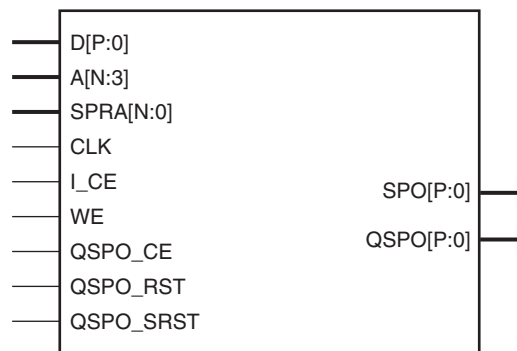 D[P:0]
A[N:3]
SPRA[N:0]
CLK
I_CE
WE
QSPO_CE
QSPO_RST
QSPO_SRST
SPO[P:0]
QSPO[P:0]